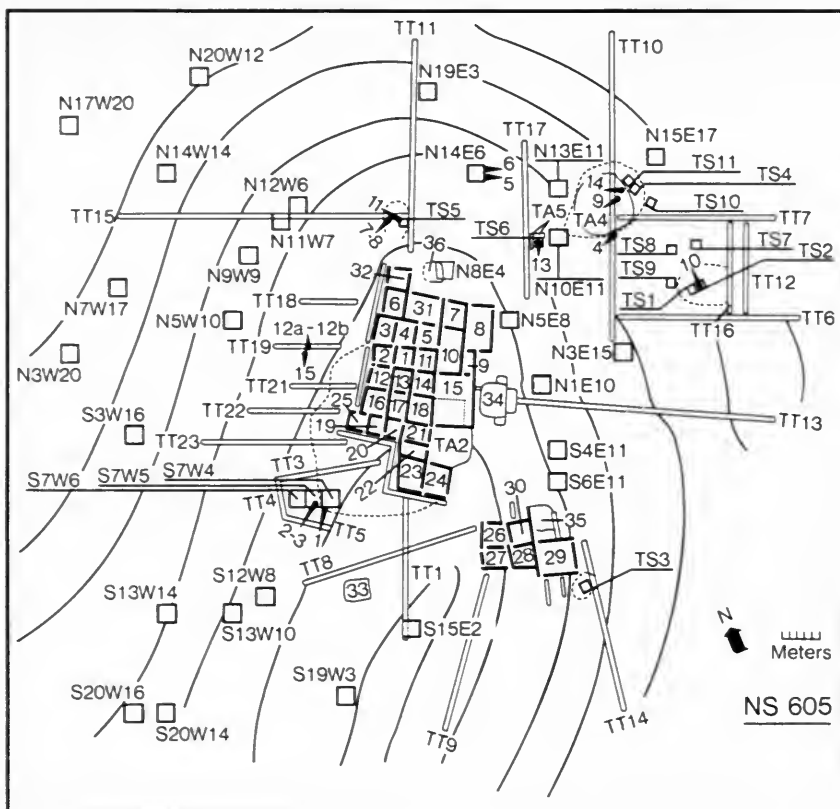 TT11
TT10
N20W12
N19E3
N17W20
TT17
N15E17
N13E11
N14W14
N14E6
6
5
TS11
TS4
14
9
N12W6
TA5
TA4
TS10
TT15
11
TS5
TS6
TT7
N11W7
7-8
4
TS8
TS7
36
13
10
TS2
N9W9
32
N8E4
TS9
TT12
N10E11
N7W17
TT18
6
31
7
TS1
8
N5W10
12a-12b
3
4
5
N5E8
TT16
TT6
N3W20
TT19
2
1
11
10
9
N3E15
15
12
13
14
15
34
N1E10
TT21
25
16
17
18
TT22
TT13
S3W16
19
21
TA2
TT23
20
S4E11
S7W4
TT3
S7W5
22
23
24
S6E11
S7W6
30
TT4
35
2-3
1
TT5
26
27
28
29
TT8
TS3
S12W8
33
TT1
S13W14
S13W10
S15E2
N
Meters
S19W3
S20W16
NS 605
S20W14
TT9
TT14